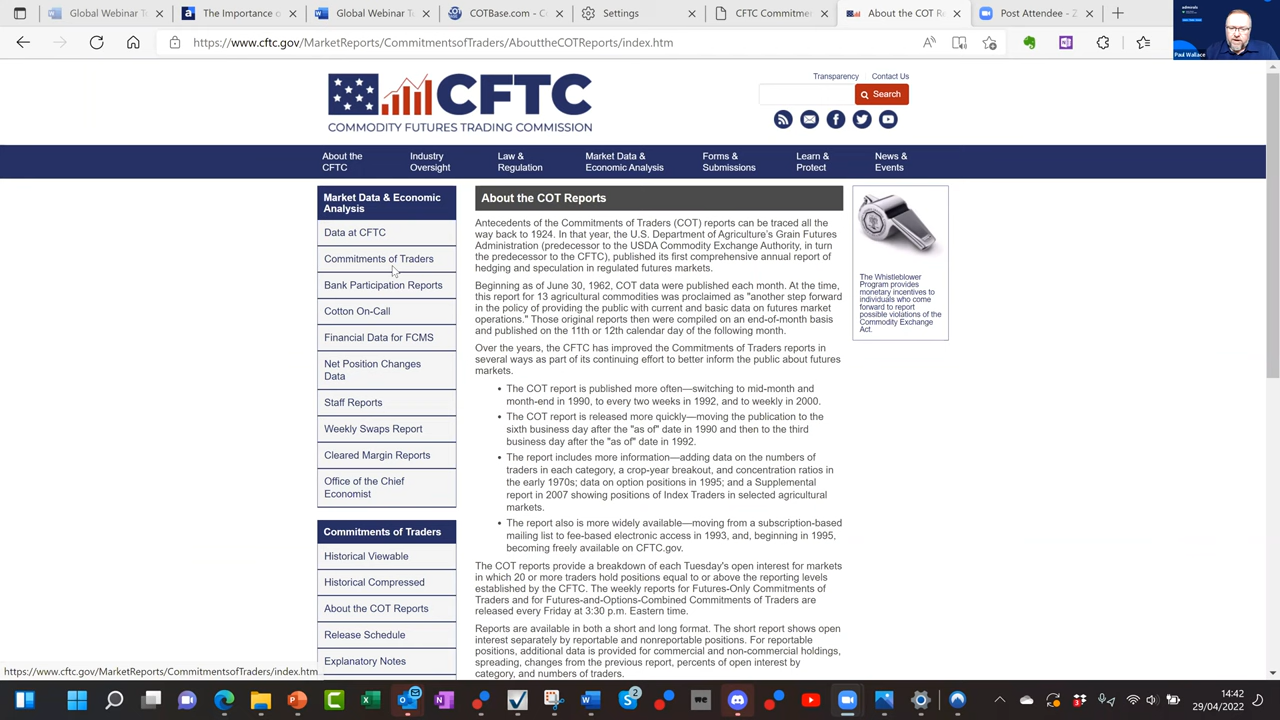 Global Webinar T
The Importance o
Global Webinar T
COTBase.com - C
Settings
CFTC Commitmen
About the COT R
Post Attendee - Z
https://www.cftc.gov/MarketReports/CommitmentsofTraders/AbouttheCOTReports/index.htm
admirals
Paul Wallace
CFTC
COMMODITY FUTURES TRADING COMMISSION
Transparency
Contact Us
Search
About the
CFTC
Industry
Oversight
Law &
Regulation
Market Data &
Economic Analysis
Forms &
Submissions
Learn &
Protect
News &
Events
Market Data & Economic
Analysis
Data at CFTC
Commitments of Traders
Bank Participation Reports
Cotton On-Call
Financial Data for FCMS
Net Position Changes
Data
Staff Reports
Weekly Swaps Report
Cleared Margin Reports
Office of the Chief
Economist
Commitments of Traders
Historical Viewable
Historical Compressed
About the COT Reports
Release Schedule
Explanatory Notes
About the COT Reports
Antecedents of the Commitments of Traders (COT) reports can be traced all the
way back to 1924. In that year, the U.S. Department of Agriculture's Grain Futures
Administration (predecessor to the USDA Commodity Exchange Authority, in turn
the predecessor to the CFTC), published its first comprehensive annual report of
hedging and speculation in regulated futures markets.
Beginning as of June 30, 1962, COT data were published each month. At the time,
this report for 13 agricultural commodities was proclaimed as "another step forward
in the policy of providing the public with current and basic data on futures market
operations." Those original reports then were compiled on an end-of-month basis
and published on the 11th or 12th calendar day of the following month.
Over the years, the CFTC has improved the Commitments of Traders reports in
several ways as part of its continuing effort to better inform the public about futures
markets.
• The COT report is published more often—switching to mid-month and
month-end in 1990, to every two weeks in 1992, and to weekly in 2000.
• The COT report is released more quickly—moving the publication to the
sixth business day after the "as of" date in 1990 and then to the third
business day after the "as of" date in 1992.
• The report includes more information—adding data on the numbers of
traders in each category, a crop-year breakout, and concentration ratios in
the early 1970s; data on option positions in 1995; and a Supplemental
report in 2007 showing positions of Index Traders in selected agricultural
markets.
• The report also is more widely available—moving from a subscription-based
mailing list to fee-based electronic access in 1993, and, beginning in 1995,
becoming freely available on CFTC.gov.
The COT reports provide a breakdown of each Tuesday's open interest for markets
in which 20 or more traders hold positions equal to or above the reporting levels
established by the CFTC. The weekly reports for Futures-Only Commitments of
Traders and for Futures-and-Options-Combined Commitments of Traders are
released every Friday at 3:30 p.m. Eastern time.
Reports are available in both a short and long format. The short report shows open
interest separately by reportable and nonreportable positions. For reportable
positions, additional data is provided for commercial and non-commercial holdings,
spreading, changes from the previous report, percents of open interest by
category, and numbers of traders.
The Whistleblower
Program provides
monetary incentives to
individuals who come
forward to report
possible violations of the
Commodity Exchange
Act.
https://www.cftc.gov/MarketReports/CommitmentsofTraders/index.htm
14:42
29/04/2022